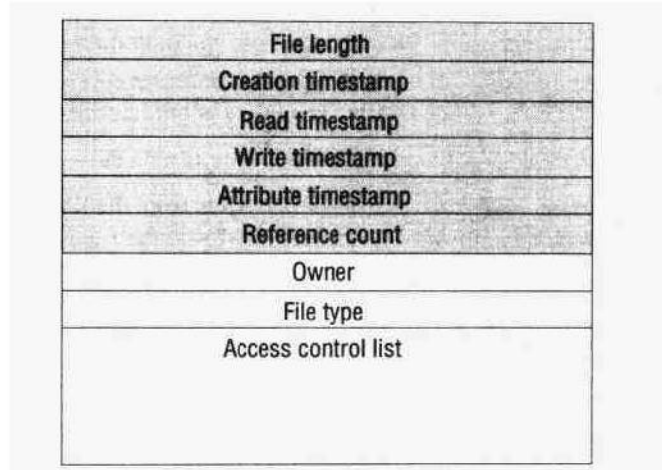 File length
Creation timestamp
Read timestamp
Write timestamp
Attribute timestamp
Reference count
Owner
File type
Access control list